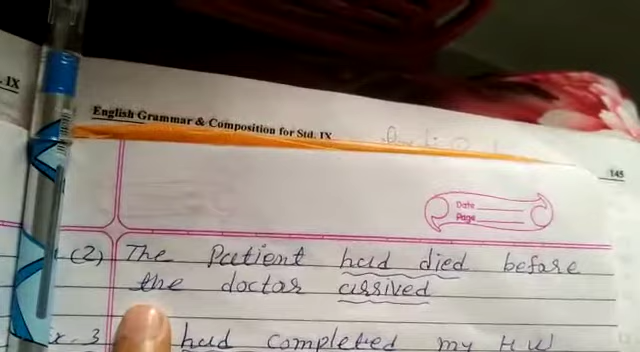 . IX
English Grammar & Composition for Std. IX
145
Date
Page
(2) The Patient had died before
the doctor arrived
Ex. 3 had completed my H.W